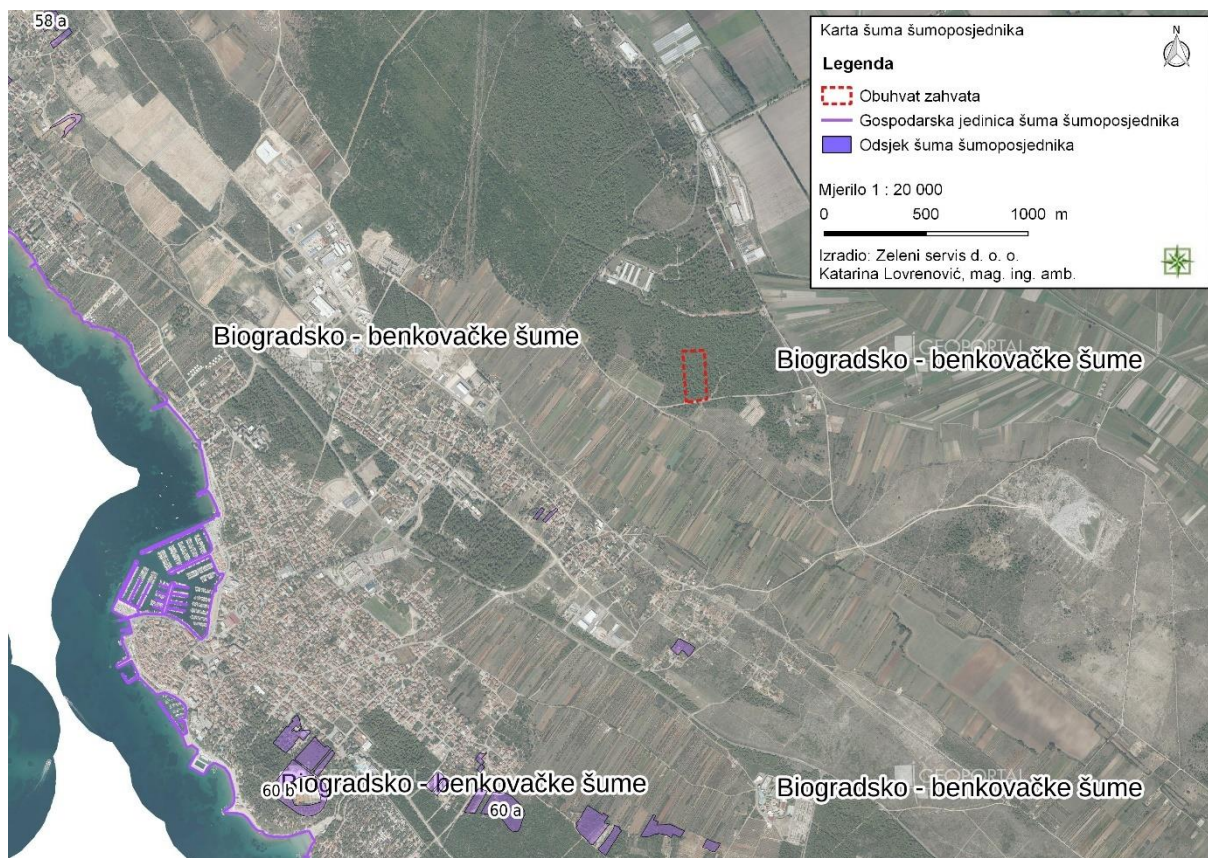 58 a
Karta šuma šumoposjednika
N
Legenda
Obuhvat zahvata
Gospodarska jedinica šuma šumoposjednika
Odsjek šuma šumoposjednika
Mjerilo 1 : 20 000
0 500 1000 m
Izradio: Zeleni servis d. o. o.
Katarina Lovrenović, mag. ing. amb.
Biogradsko - benkovačke šume
GEOPORTAL
Biogradsko - benkovačke šume
Biogradsko - benkovačke šume
60 b
60 a
GEOPORTAL
Biogradsko - benkovačke šume